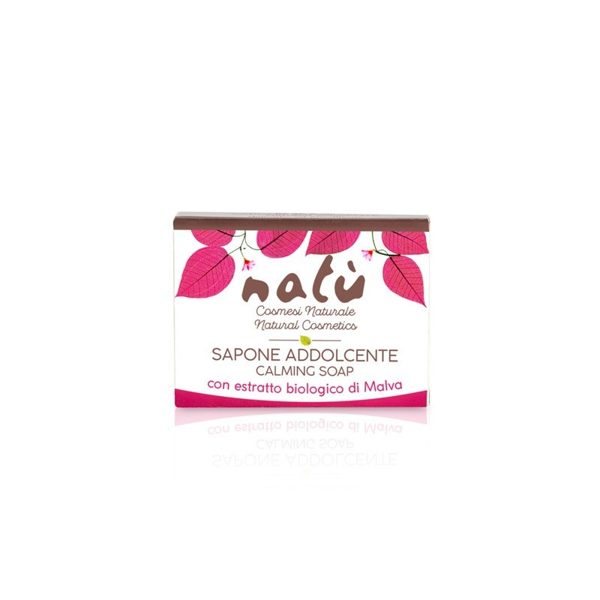 natù
Cosmesi Naturale
Natural Cosmetics
SAPONE ADDOLCENTE
CALMING SOAP
con estratto biologico di Malva